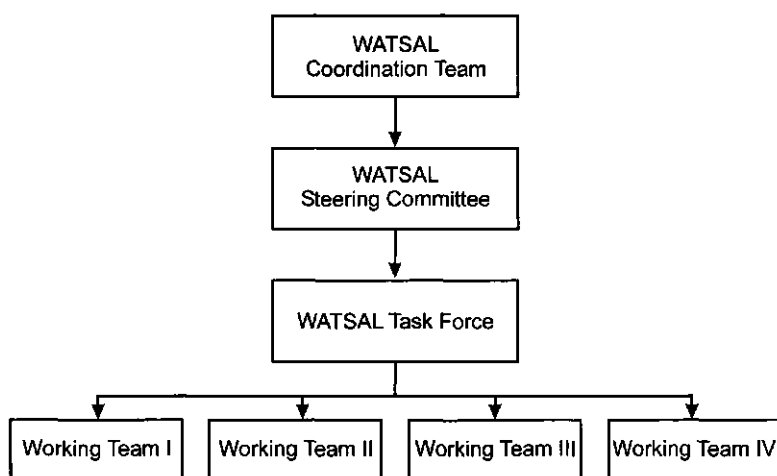 WATSAL
Coordination Team
WATSAL
Steering Committee
WATSAL Task Force
Working Team I
Working Team II
Working Team III
Working Team IV